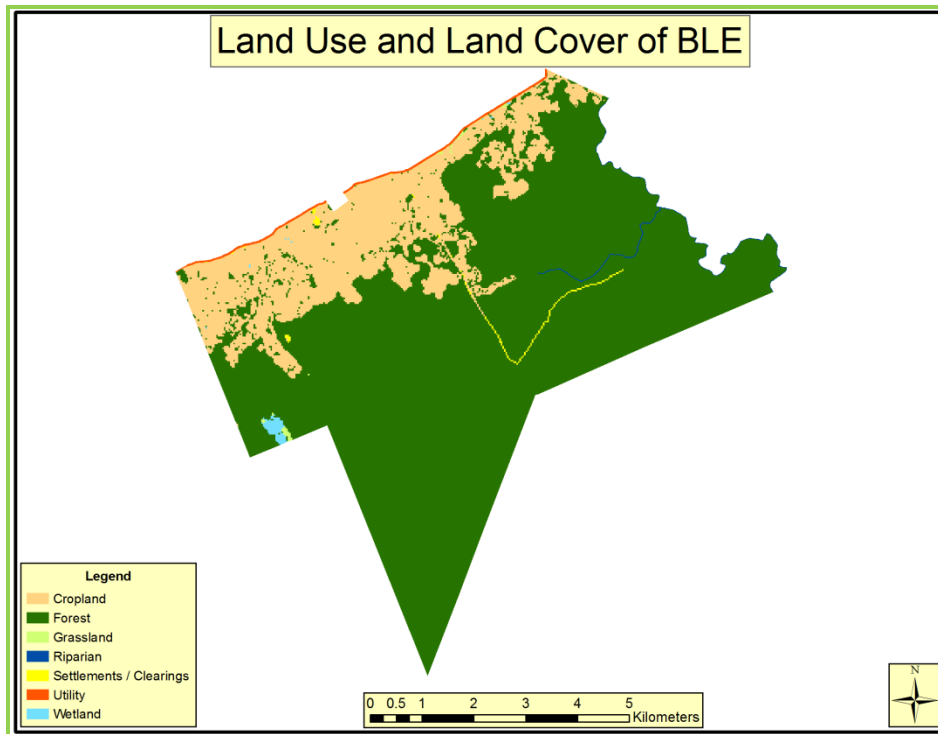 Land Use and Land Cover of BLE
Legend
Cropland
Forest
Grassland
Riparian
Settlements / Clearings
Utility
Wetland
0 0.5 1 2 3 4 5
Kilometers
N